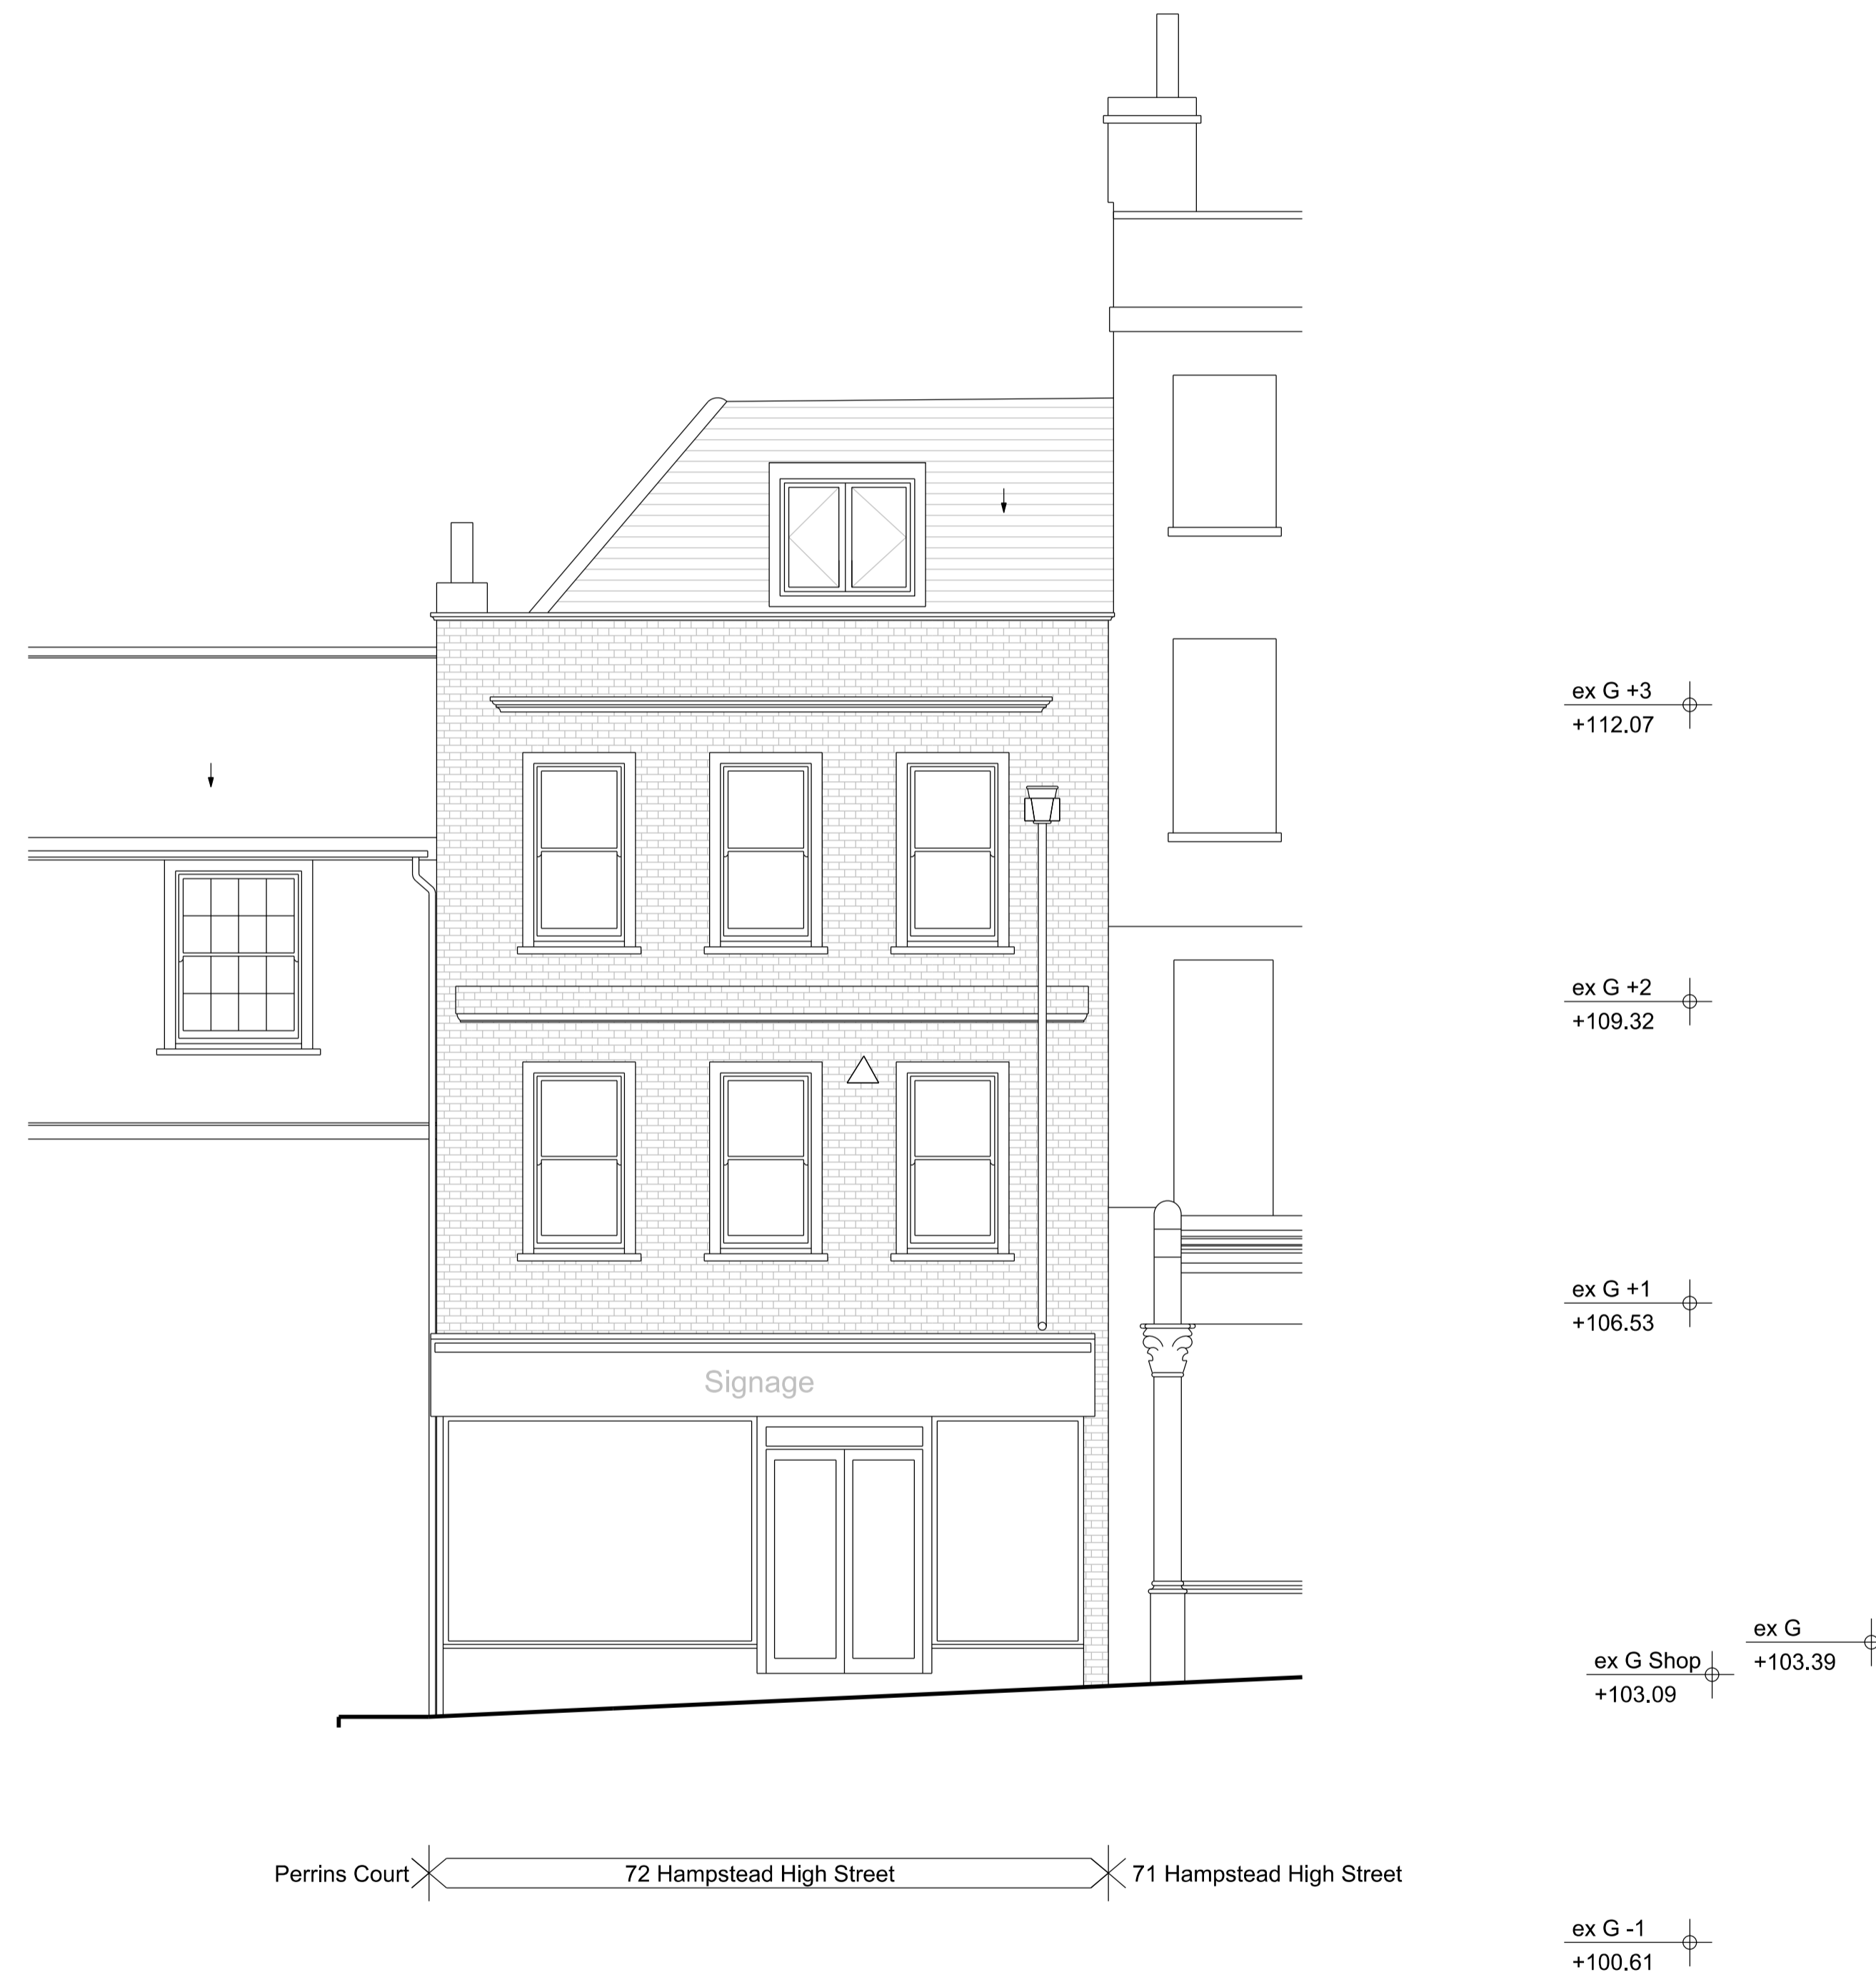 ex G +3
+112.07
ex G +2
+109.32
ex G +1
+106.53
Signage
ex G
+103.39
ex G Shop
+103.09
Perrins Court
72 Hampstead High Street
71 Hampstead High Street
ex G -1
+100.61